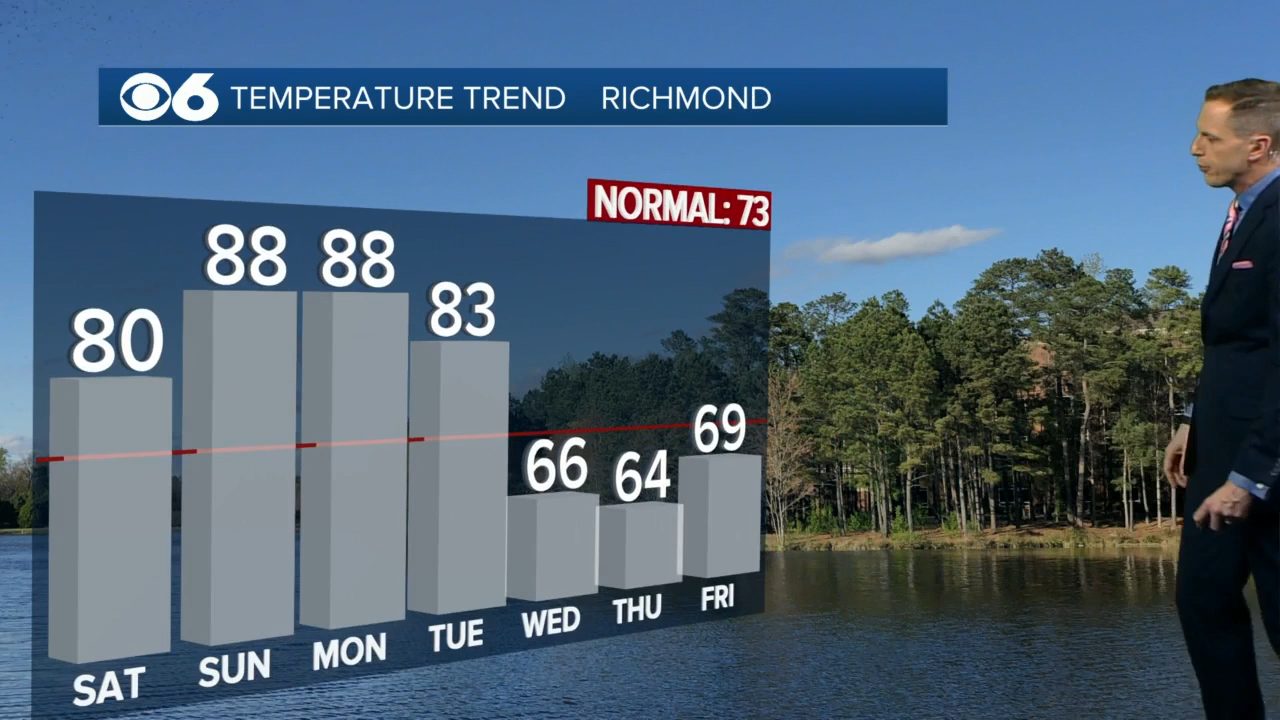 6 TEMPERATURE TREND RICHMOND
NORMAL: 73
80 88 88 83 66 64 69
SAT SUN MON TUE WED THU FRI